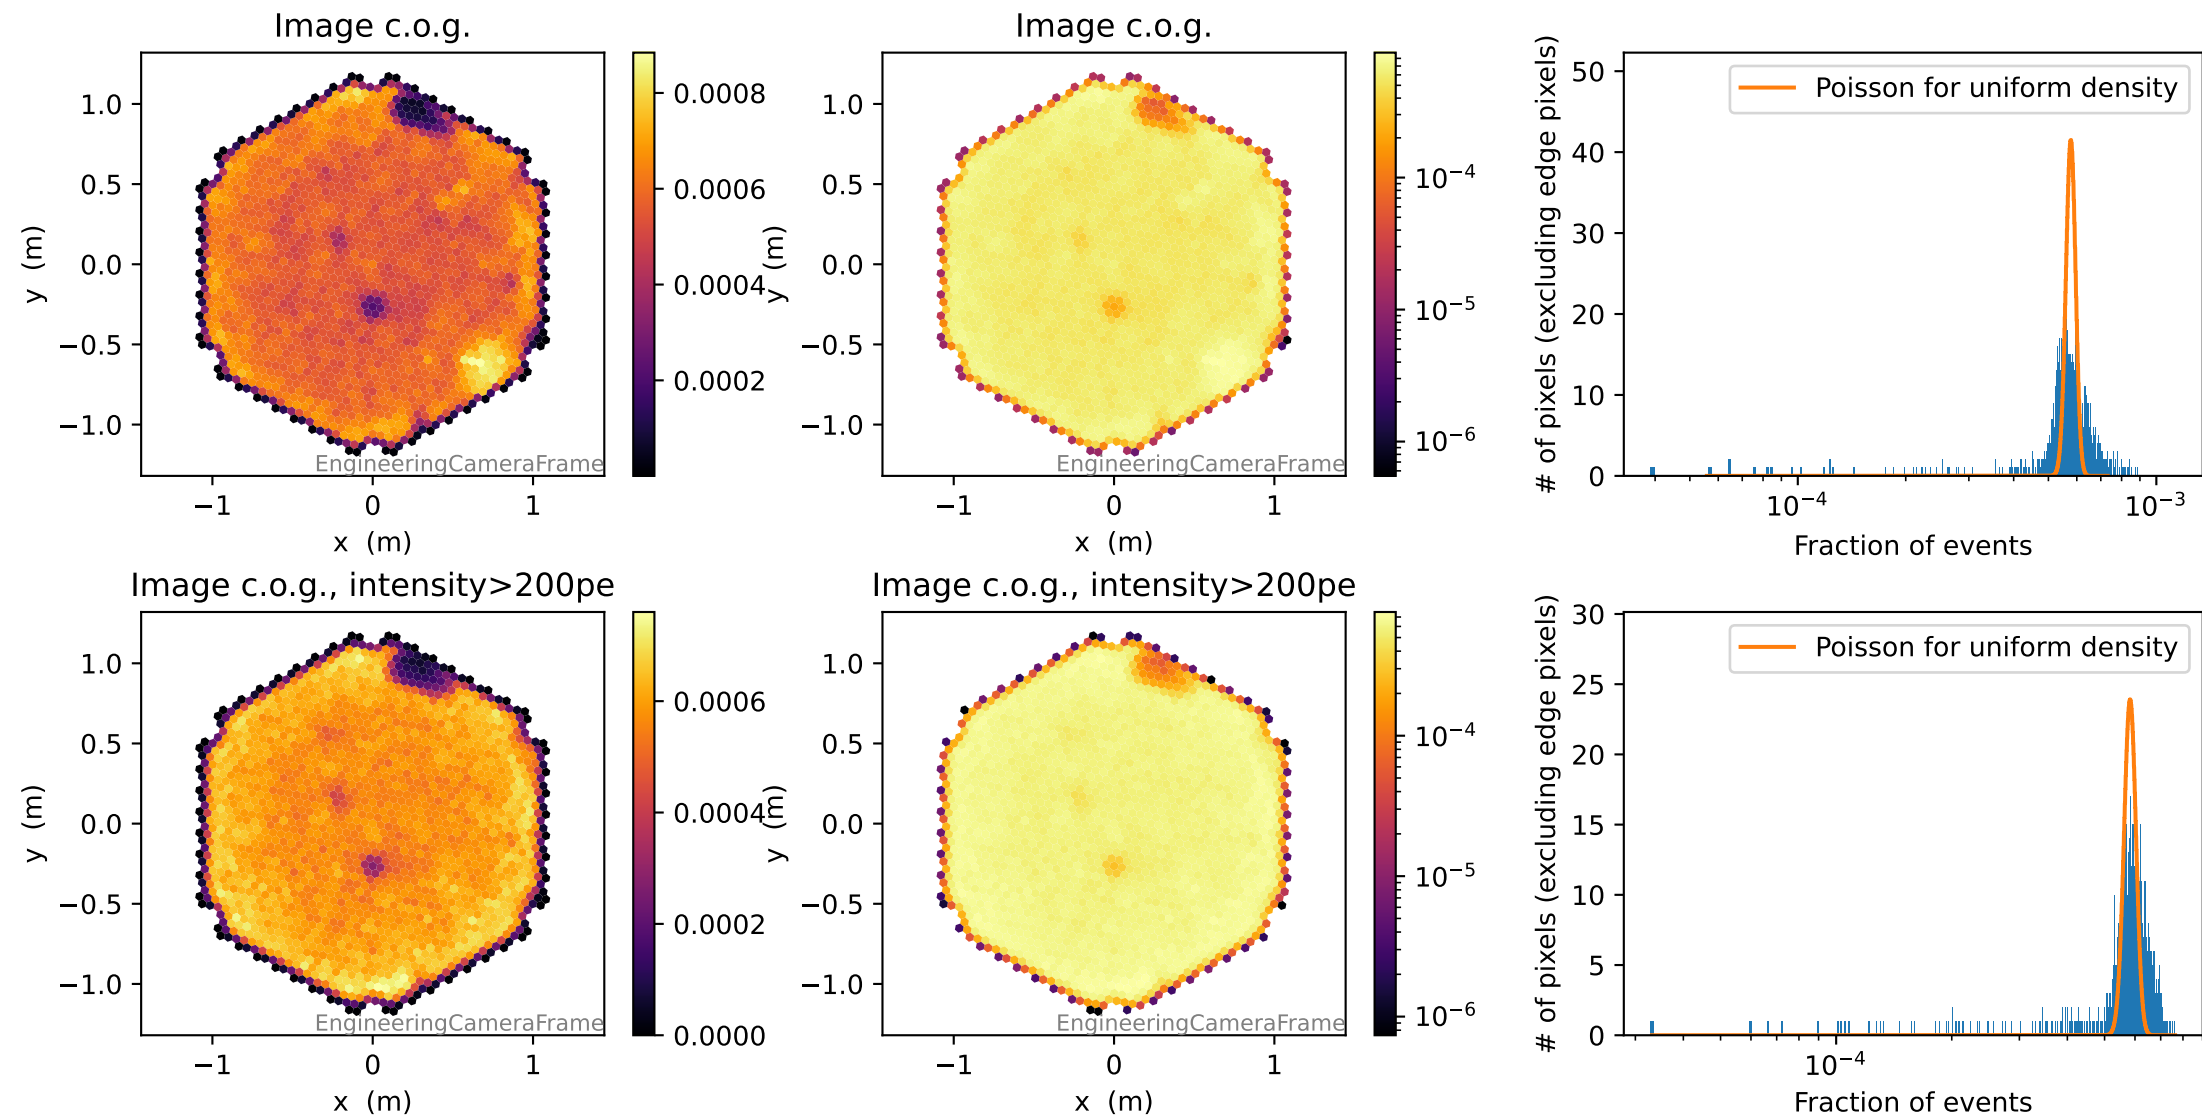 Image c.o.g.
y (m)
1.0
0.5
0.0
−0.5
−1.0
−1
0
1
x (m)
EngineeringCameraFrame
0.0008
0.0006
0.0004
0.0002
Image c.o.g.
y (m)
1.0
0.5
0.0
−0.5
−1.0
−1
0
1
x (m)
EngineeringCameraFrame
10⁻⁴
10⁻⁵
10⁻⁶
# of pixels (excluding edge pixels)
50
40
30
20
10
0
Poisson for uniform density
10⁻⁴
10⁻³
Fraction of events
Image c.o.g., intensity>200pe
y (m)
1.0
0.5
0.0
−0.5
−1.0
−1
0
1
x (m)
EngineeringCameraFrame
0.0006
0.0004
0.0002
0.0000
Image c.o.g., intensity>200pe
y (m)
1.0
0.5
0.0
−0.5
−1.0
−1
0
1
x (m)
EngineeringCameraFrame
10⁻⁴
10⁻⁵
10⁻⁶
# of pixels (excluding edge pixels)
30
25
20
15
10
5
0
Poisson for uniform density
10⁻⁴
Fraction of events